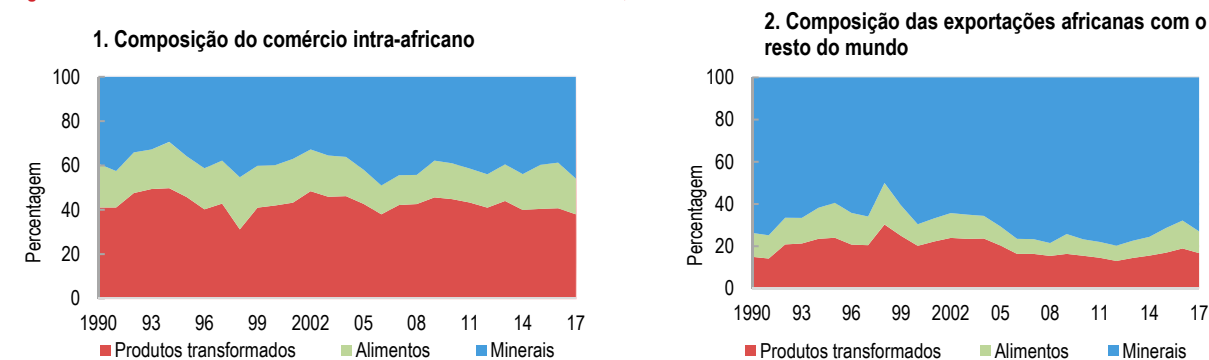 1. Composição do comércio intra-africano
Percentagem
100
80
60
40
20
0
1990 93 96 99 2002 05 08 11 14 17
Produtos transformados Alimentos Minerais
2. Composição das exportações africanas com o
resto do mundo
Percentagem
100
80
60
40
20
0
1990 93 96 99 2002 05 08 11 14 17
Produtos transformados Alimentos Minerais